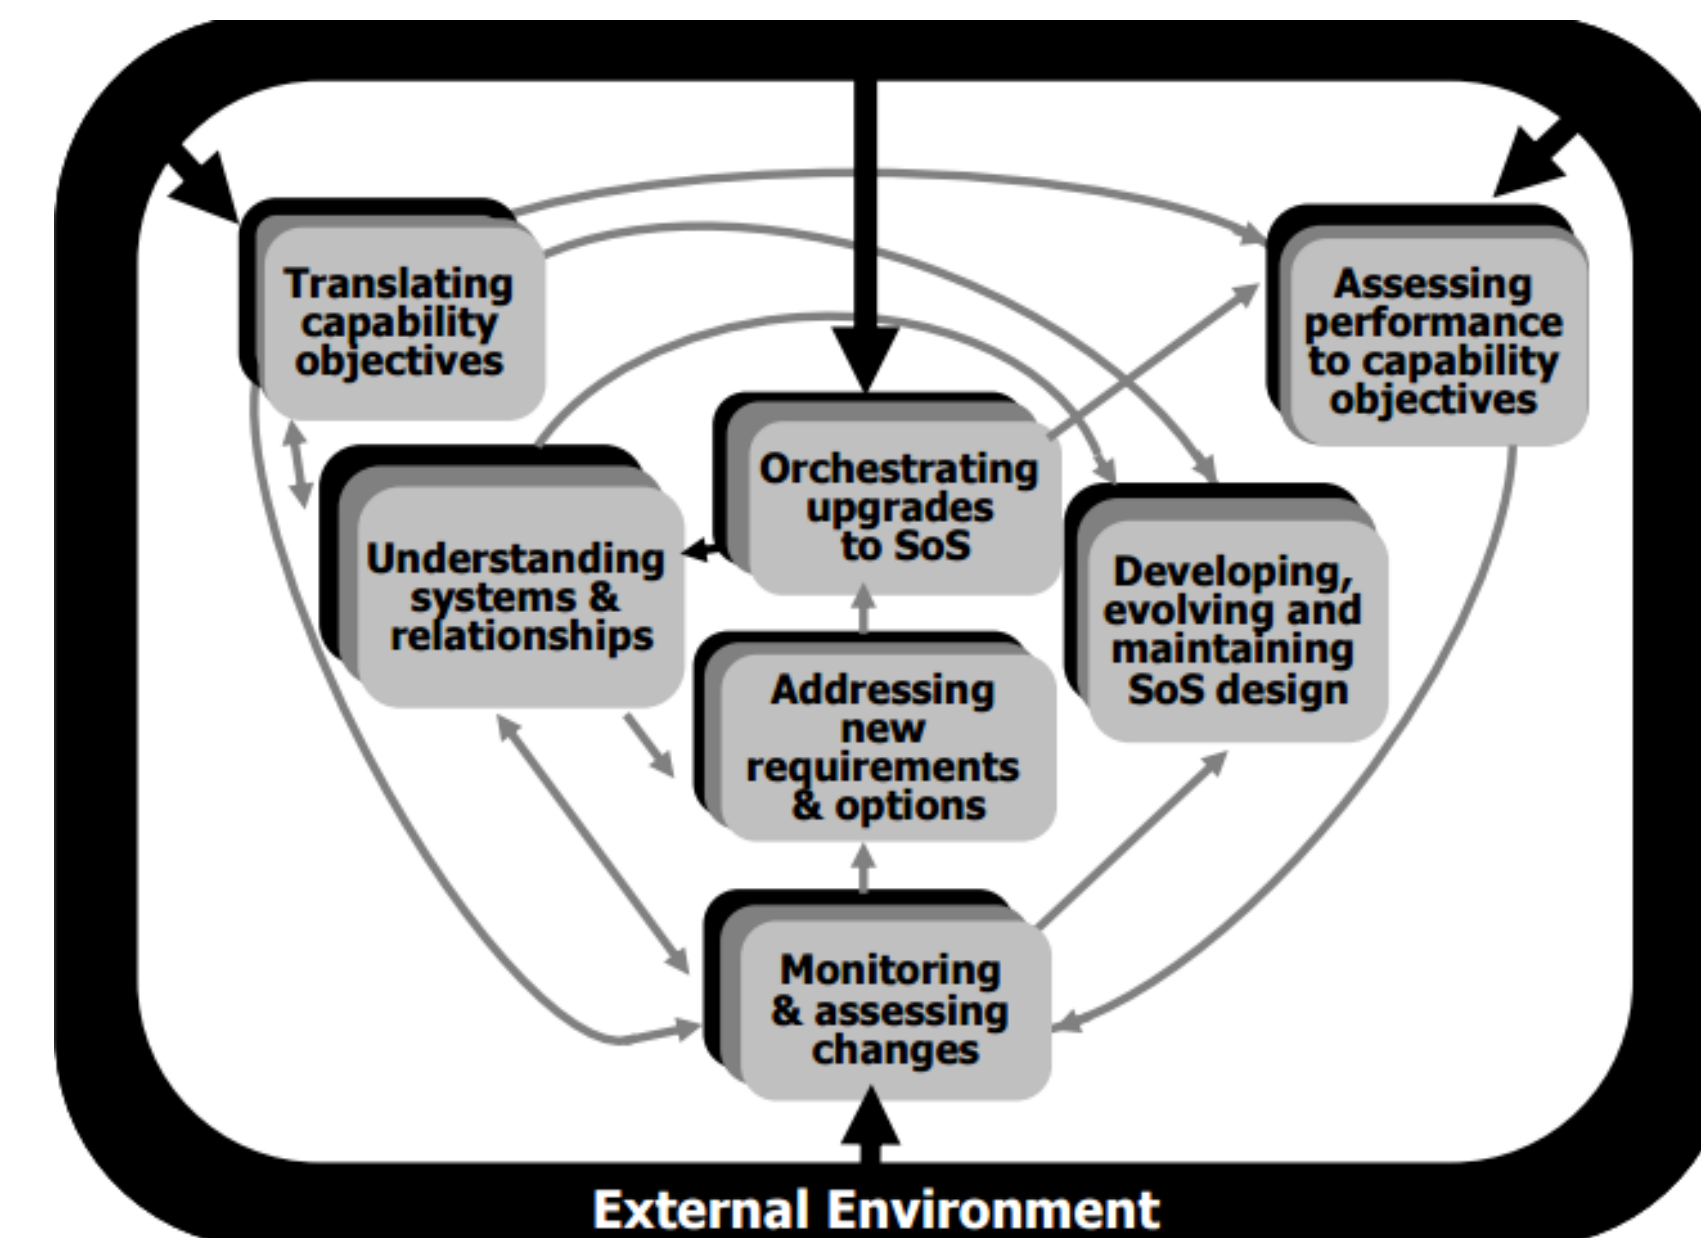 Translating
capability
objectives
Assessing
performance
to capability
objectives
Orchestrating
upgrades
to SoS
Understanding
systems &
relationships
Developing,
evolving and
maintaining
SoS design
Addressing
new
requirements
& options
Monitoring
& assessing
changes
External Environment